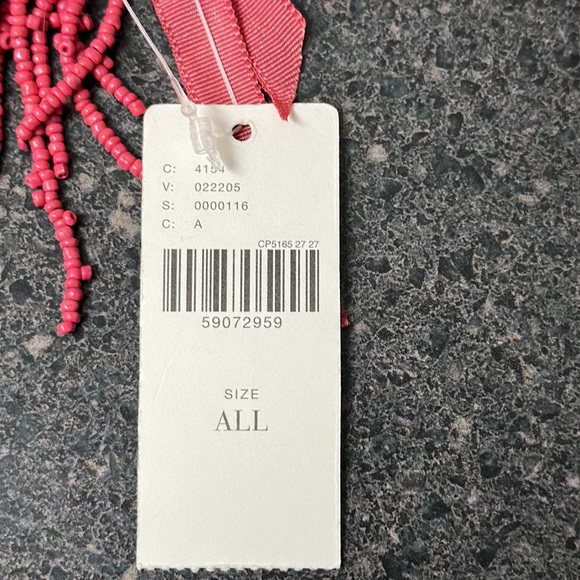 C: 4154
V: 022205
S: 0000116
C: A
CP5165 27 27
59072959
SIZE
ALL